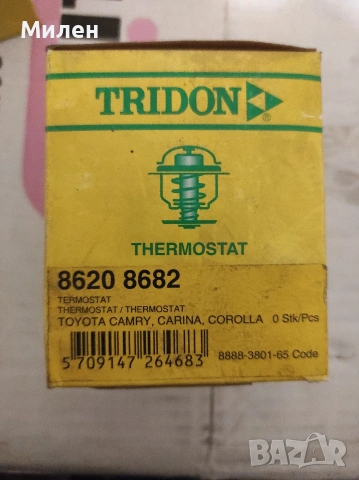 Милен
TRIDON
®
THERMOSTAT
8620 8682
TERMOSTAT
THERMOSTAT / THERMOSTAT
TOYOTA CAMRY, CARINA, COROLLA 0 Stk/Pcs
8888-3801-65 Code
5 709147 264683
bazar